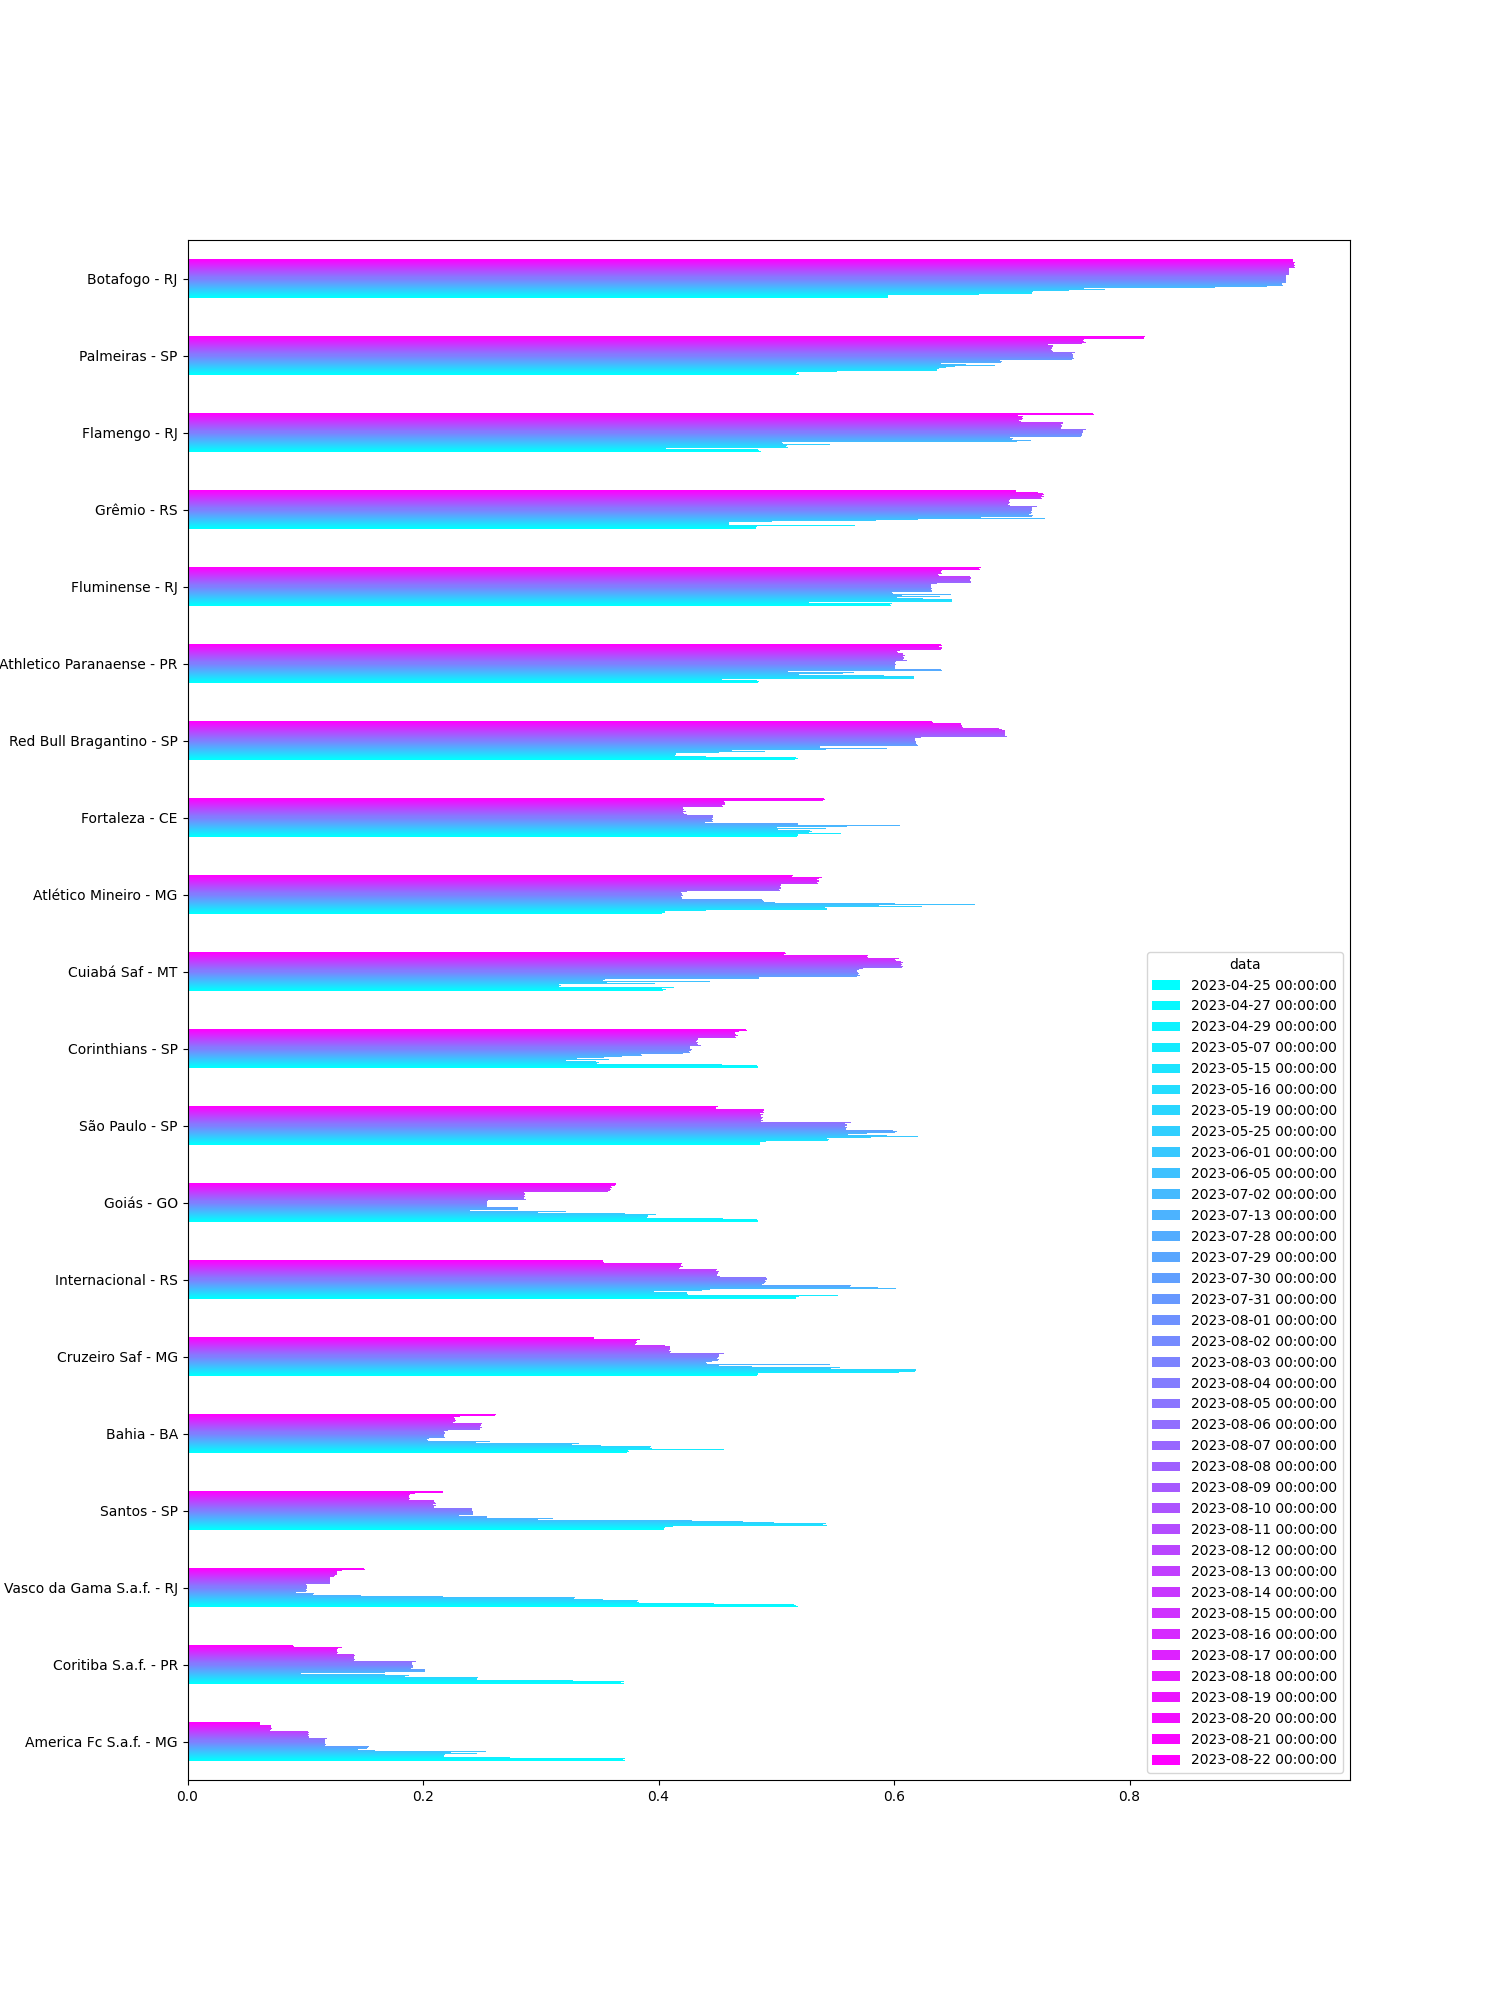 Botafogo - RJ
Palmeiras - SP
Flamengo - RJ
Grêmio - RS
Fluminense - RJ
Athletico Paranaense - PR
Red Bull Bragantino - SP
Fortaleza - CE
Atlético Mineiro - MG
Cuiabá Saf - MT
Corinthians - SP
São Paulo - SP
Goiás - GO
Internacional - RS
Cruzeiro Saf - MG
Bahia - BA
Santos - SP
Vasco da Gama S.a.f. - RJ
Coritiba S.a.f. - PR
America Fc S.a.f. - MG
data
2023-04-25 00:00:00
2023-04-27 00:00:00
2023-04-29 00:00:00
2023-05-07 00:00:00
2023-05-15 00:00:00
2023-05-16 00:00:00
2023-05-19 00:00:00
2023-05-25 00:00:00
2023-06-01 00:00:00
2023-06-05 00:00:00
2023-07-02 00:00:00
2023-07-13 00:00:00
2023-07-28 00:00:00
2023-07-29 00:00:00
2023-07-30 00:00:00
2023-07-31 00:00:00
2023-08-01 00:00:00
2023-08-02 00:00:00
2023-08-03 00:00:00
2023-08-04 00:00:00
2023-08-05 00:00:00
2023-08-06 00:00:00
2023-08-07 00:00:00
2023-08-08 00:00:00
2023-08-09 00:00:00
2023-08-10 00:00:00
2023-08-11 00:00:00
2023-08-12 00:00:00
2023-08-13 00:00:00
2023-08-14 00:00:00
2023-08-15 00:00:00
2023-08-16 00:00:00
2023-08-17 00:00:00
2023-08-18 00:00:00
2023-08-19 00:00:00
2023-08-20 00:00:00
2023-08-21 00:00:00
2023-08-22 00:00:00
0.0 0.2 0.4 0.6 0.8